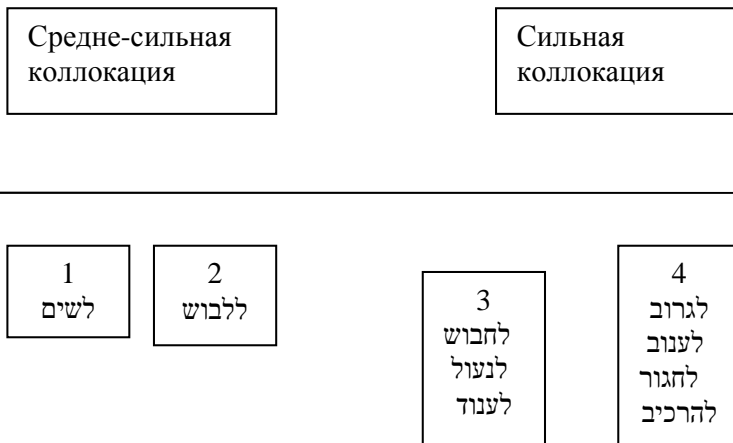 Средне-сильная
коллокация
Сильная
коллокация
1
לשים
2
ללבוש
3
לחבוש
לנעול
לענוד
4
לגרוב
לענוב
לחגור
להרכיב